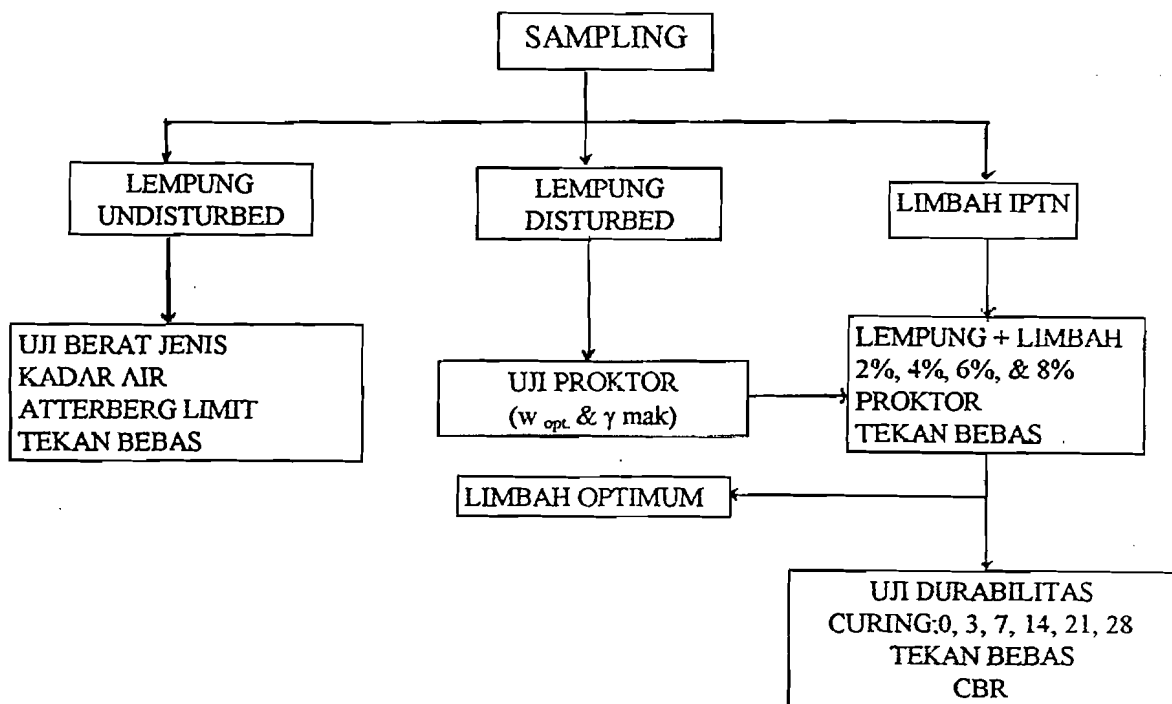 SAMPLING
LEMPUNG
UNDISTURBED
LEMPUNG
DISTURBED
LIMBAH IPTN
UJI BERAT JENIS
KADAR AIR
ATTERBERG LIMIT
TEKAN BEBAS
UJI PROKTOR
(w opt. & γ mak)
LEMPUNG + LIMBAH
2%, 4%, 6%, & 8%
PROKTOR
TEKAN BEBAS
LIMBAH OPTIMUM
UJI DURABILITAS
CURING:0, 3, 7, 14, 21, 28
TEKAN BEBAS
CBR